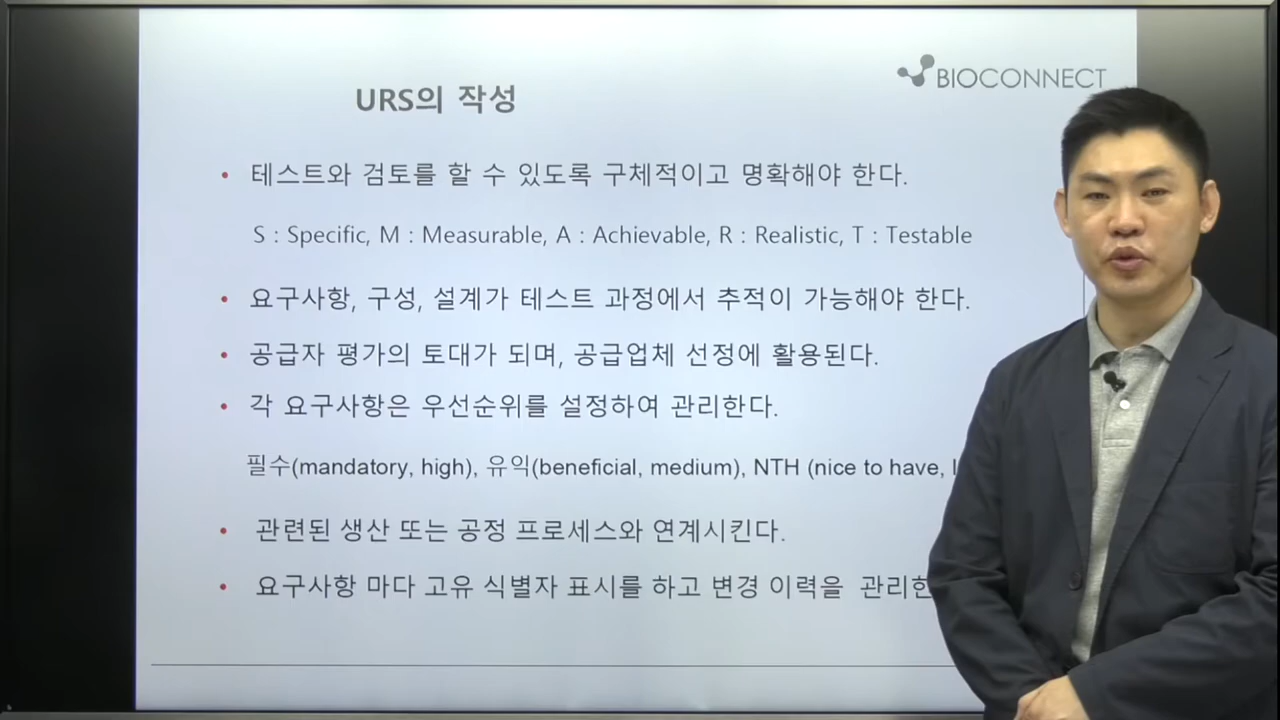 BIOCONNECT
URS의 작성
• 테스트와 검토를 할 수 있도록 구체적이고 명확해야 한다.
S : Specific, M : Measurable, A : Achievable, R : Realistic, T : Testable
• 요구사항, 구성, 설계가 테스트 과정에서 추적이 가능해야 한다.
• 공급자 평가의 토대가 되며, 공급업체 선정에 활용된다.
• 각 요구사항은 우선순위를 설정하여 관리한다.
필수(mandatory, high), 유익(beneficial, medium), NTH (nice to have,
• 관련된 생산 또는 공정 프로세스와 연계시킨다.
• 요구사항 마다 고유 식별자 표시를 하고 변경 이력을 관리한